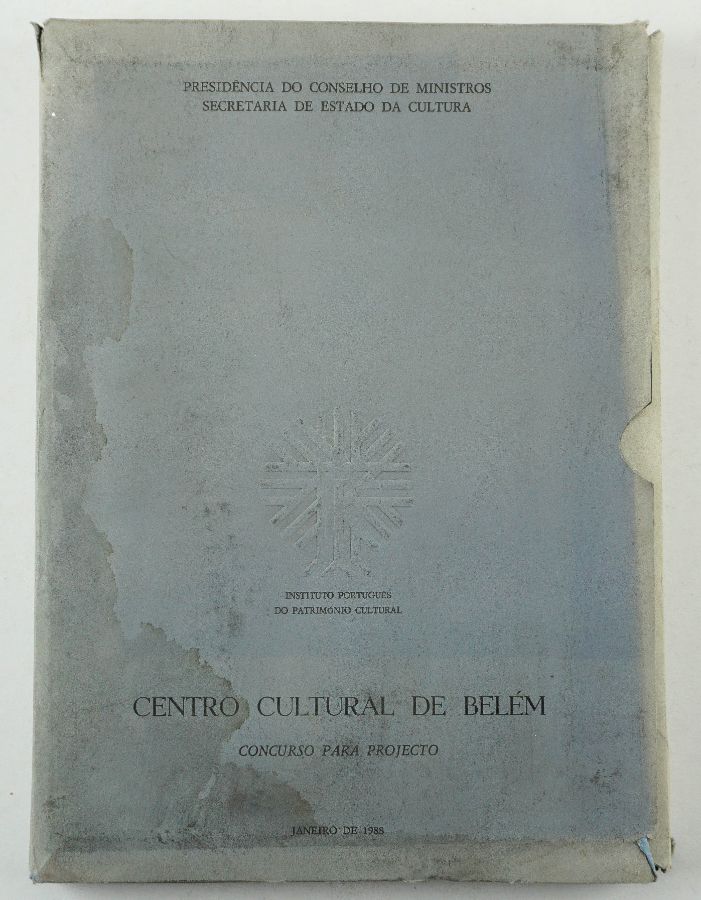 PRESIDÊNCIA DO CONSELHO DE MINISTROS
SECRETARIA DE ESTADO DA CULTURA
INSTITUTO PORTUGUÊS
DO PATRIMÓNIO CULTURAL
CENTRO CULTURAL DE BELÉM
CONCURSO PARA PROJECTO
JANEIRO DE 1988